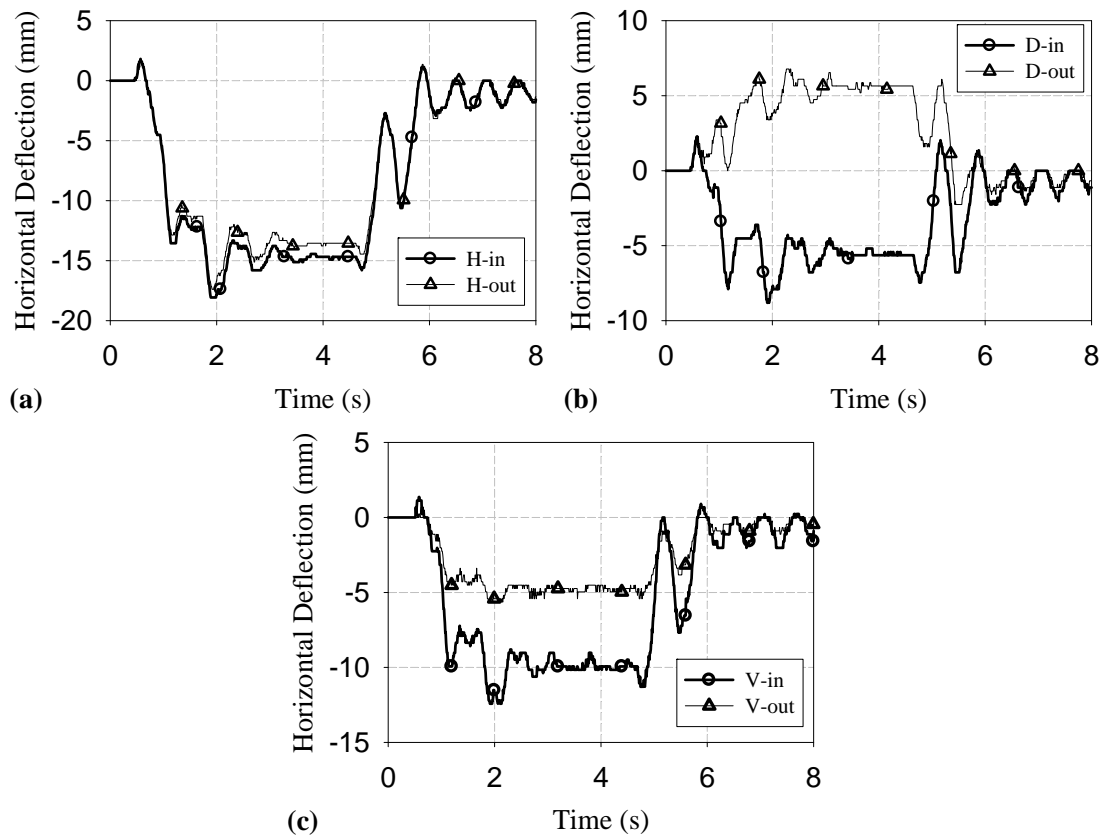 Horizontal Deflection (mm)
5
0
-5
-10
-15
-20
H-in
H-out
0 2 4 6 8
(a)
Time (s)
Horizontal Deflection (mm)
10
5
0
-5
-10
D-in
D-out
0 2 4 6 8
(b)
Time (s)
Horizontal Deflection (mm)
5
0
-5
-10
-15
V-in
V-out
0 2 4 6 8
(c)
Time (s)